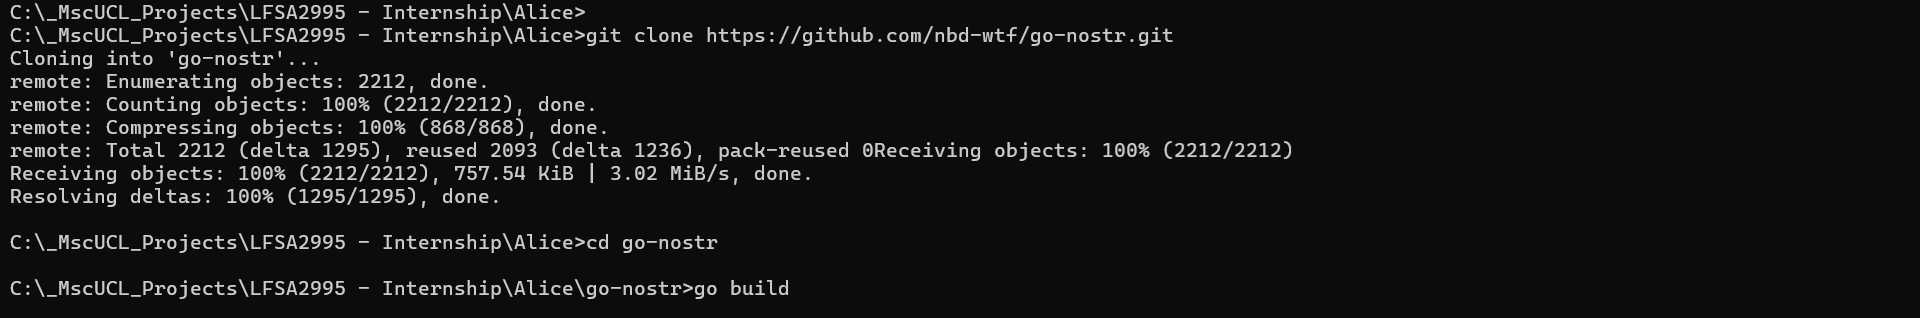 C:\_MscUCL_Projects\LFSA2995 - Internship\Alice>
C:\_MscUCL_Projects\LFSA2995 - Internship\Alice>git clone https://github.com/nbd-wtf/go-nostr.git
Cloning into 'go-nostr'...
remote: Enumerating objects: 2212, done.
remote: Counting objects: 100% (2212/2212), done.
remote: Compressing objects: 100% (868/868), done.
remote: Total 2212 (delta 1295), reused 2093 (delta 1236), pack-reused 0Receiving objects: 100% (2212/2212)
Receiving objects: 100% (2212/2212), 757.54 KiB | 3.02 MiB/s, done.
Resolving deltas: 100% (1295/1295), done.
C:\_MscUCL_Projects\LFSA2995 - Internship\Alice>cd go-nostr
C:\_MscUCL_Projects\LFSA2995 - Internship\Alice\go-nostr>go build